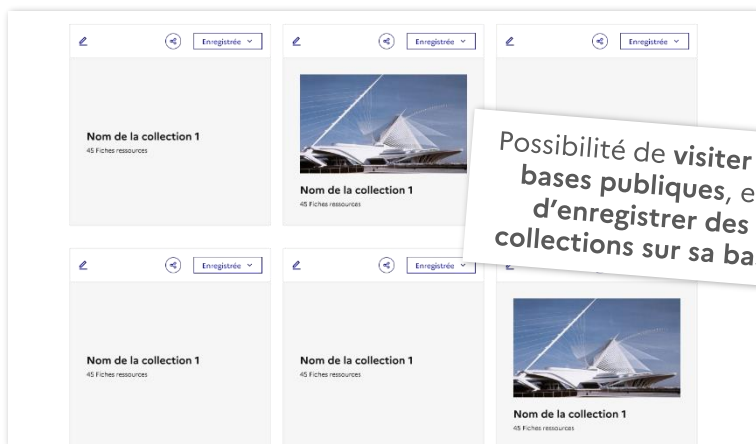 Enregistrée
Enregistrée
Enregistrée
Nom de la collection 1
45 Fiches ressources
Nom de la collection 1
45 Fiches ressources
Possibilité de visiter
bases publiques, e
d’enregistrer des
collections sur sa ba
Enregistrée
Enregistrée
Nom de la collection 1
45 Fiches ressources
Nom de la collection 1
45 Fiches ressources
Nom de la collection 1
45 Fiches ressources